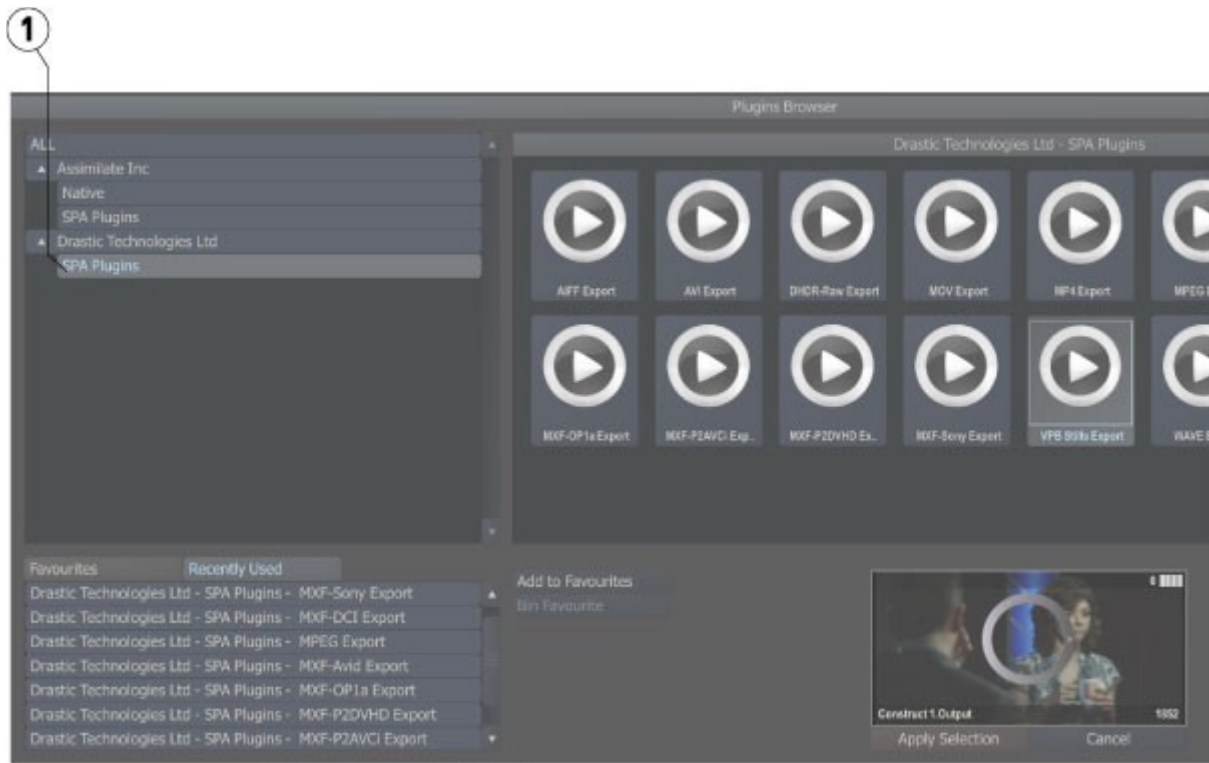 1
Plugins Browser
ALL
Assimilate Inc
Native
SPA Plugins
Drastic Technologies Ltd
SPA Plugins
Drastic Technologies Ltd - SPA Plugins
AIFF Export
AVI Export
DHDR-Raw Export
MOV Export
MP4 Export
MPEG
MXF-OP1a Export
MXF-P2AVCi Exp..
MXF-P2DVHD Ex..
MXF-Sony Export
VPB Stills Export
WAVE
Favourites
Recently Used
Drastic Technologies Ltd - SPA Plugins - MXF-Sony Export
Drastic Technologies Ltd - SPA Plugins - MXF-DCI Export
Drastic Technologies Ltd - SPA Plugins - MPEG Export
Drastic Technologies Ltd - SPA Plugins - MXF-Avid Export
Drastic Technologies Ltd - SPA Plugins - MXF-OP1a Export
Drastic Technologies Ltd - SPA Plugins - MXF-P2DVHD Export
Drastic Technologies Ltd - SPA Plugins - MXF-P2AVCi Export
Add to Favourites
Bin Favourite
Construct 1.Output
1852
Apply Selection
Cancel